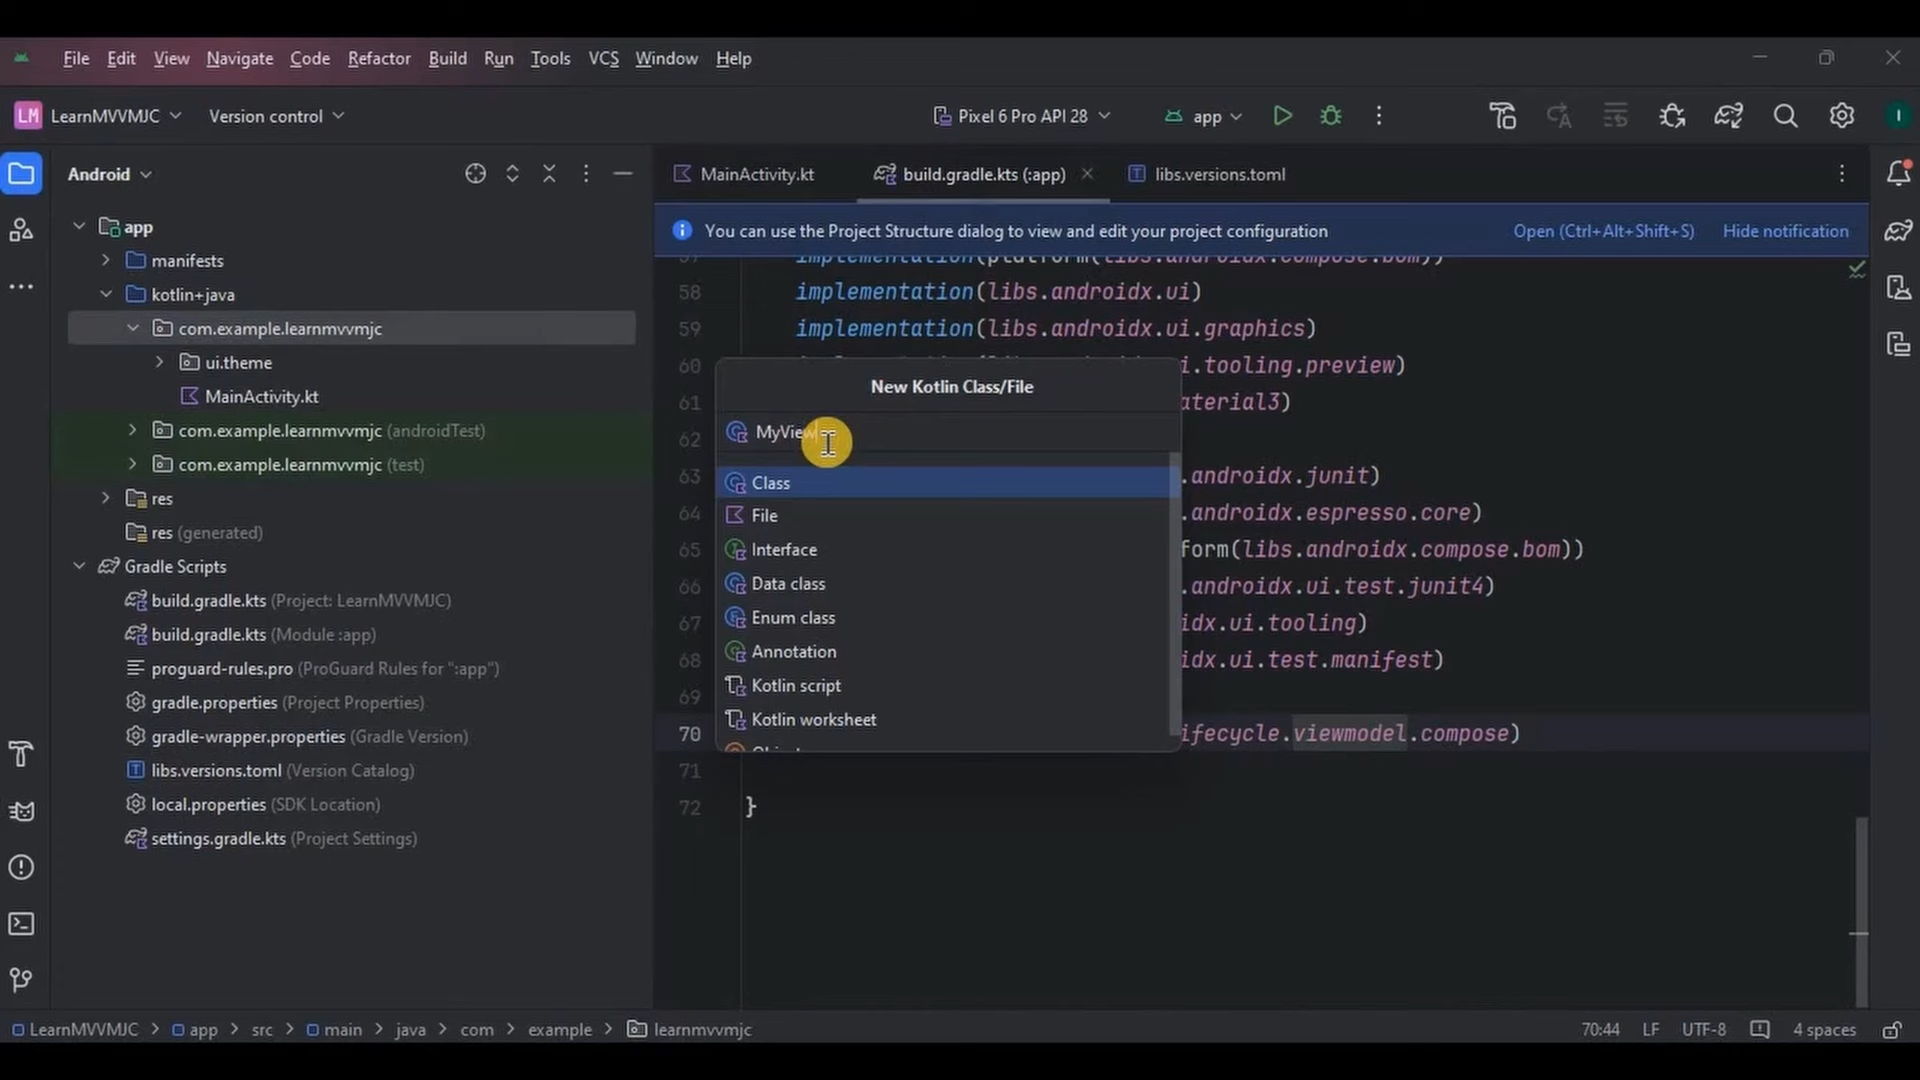 File Edit View Navigate Code Refactor Build Run Tools VCS Window Help
LM LearnMVVMJC Version control Pixel 6 Pro API 28 app I
Android
MainActivity.kt build.gradle.kts (:app) libs.versions.toml
You can use the Project Structure dialog to view and edit your project configuration Open (Ctrl+Alt+Shift+S) Hide notification
app
manifests
kotlin+java
com.example.learnmvvmjc
ui.theme
MainActivity.kt
com.example.learnmvvmjc (androidTest)
com.example.learnmvvmjc (test)
res
res (generated)
Gradle Scripts
build.gradle.kts (Project: LearnMVVMJC)
build.gradle.kts (Module :app)
proguard-rules.pro (ProGuard Rules for ":app")
gradle.properties (Project Properties)
gradle-wrapper.properties (Gradle Version)
libs.versions.toml (Version Catalog)
local.properties (SDK Location)
settings.gradle.kts (Project Settings)
57 implementation(platform(libs.androidx.compose.bom))
58 implementation(libs.androidx.ui)
59 implementation(libs.androidx.ui.graphics)
60 i.tooling.preview)
61 aterial3)
62
63 .androidx.junit)
64 .androidx.espresso.core)
65 form(libs.androidx.compose.bom))
66 .androidx.ui.test.junit4)
67 idx.ui.tooling)
68 idx.ui.test.manifest)
69
70 ifecycle.viewmodel.compose)
71
72 }
New Kotlin Class/File
MyView
Class
File
Interface
Data class
Enum class
Annotation
Kotlin script
Kotlin worksheet
LearnMVVMJC > app > src > main > java > com > example > learnmvvmjc 70:44 LF UTF-8 4 spaces